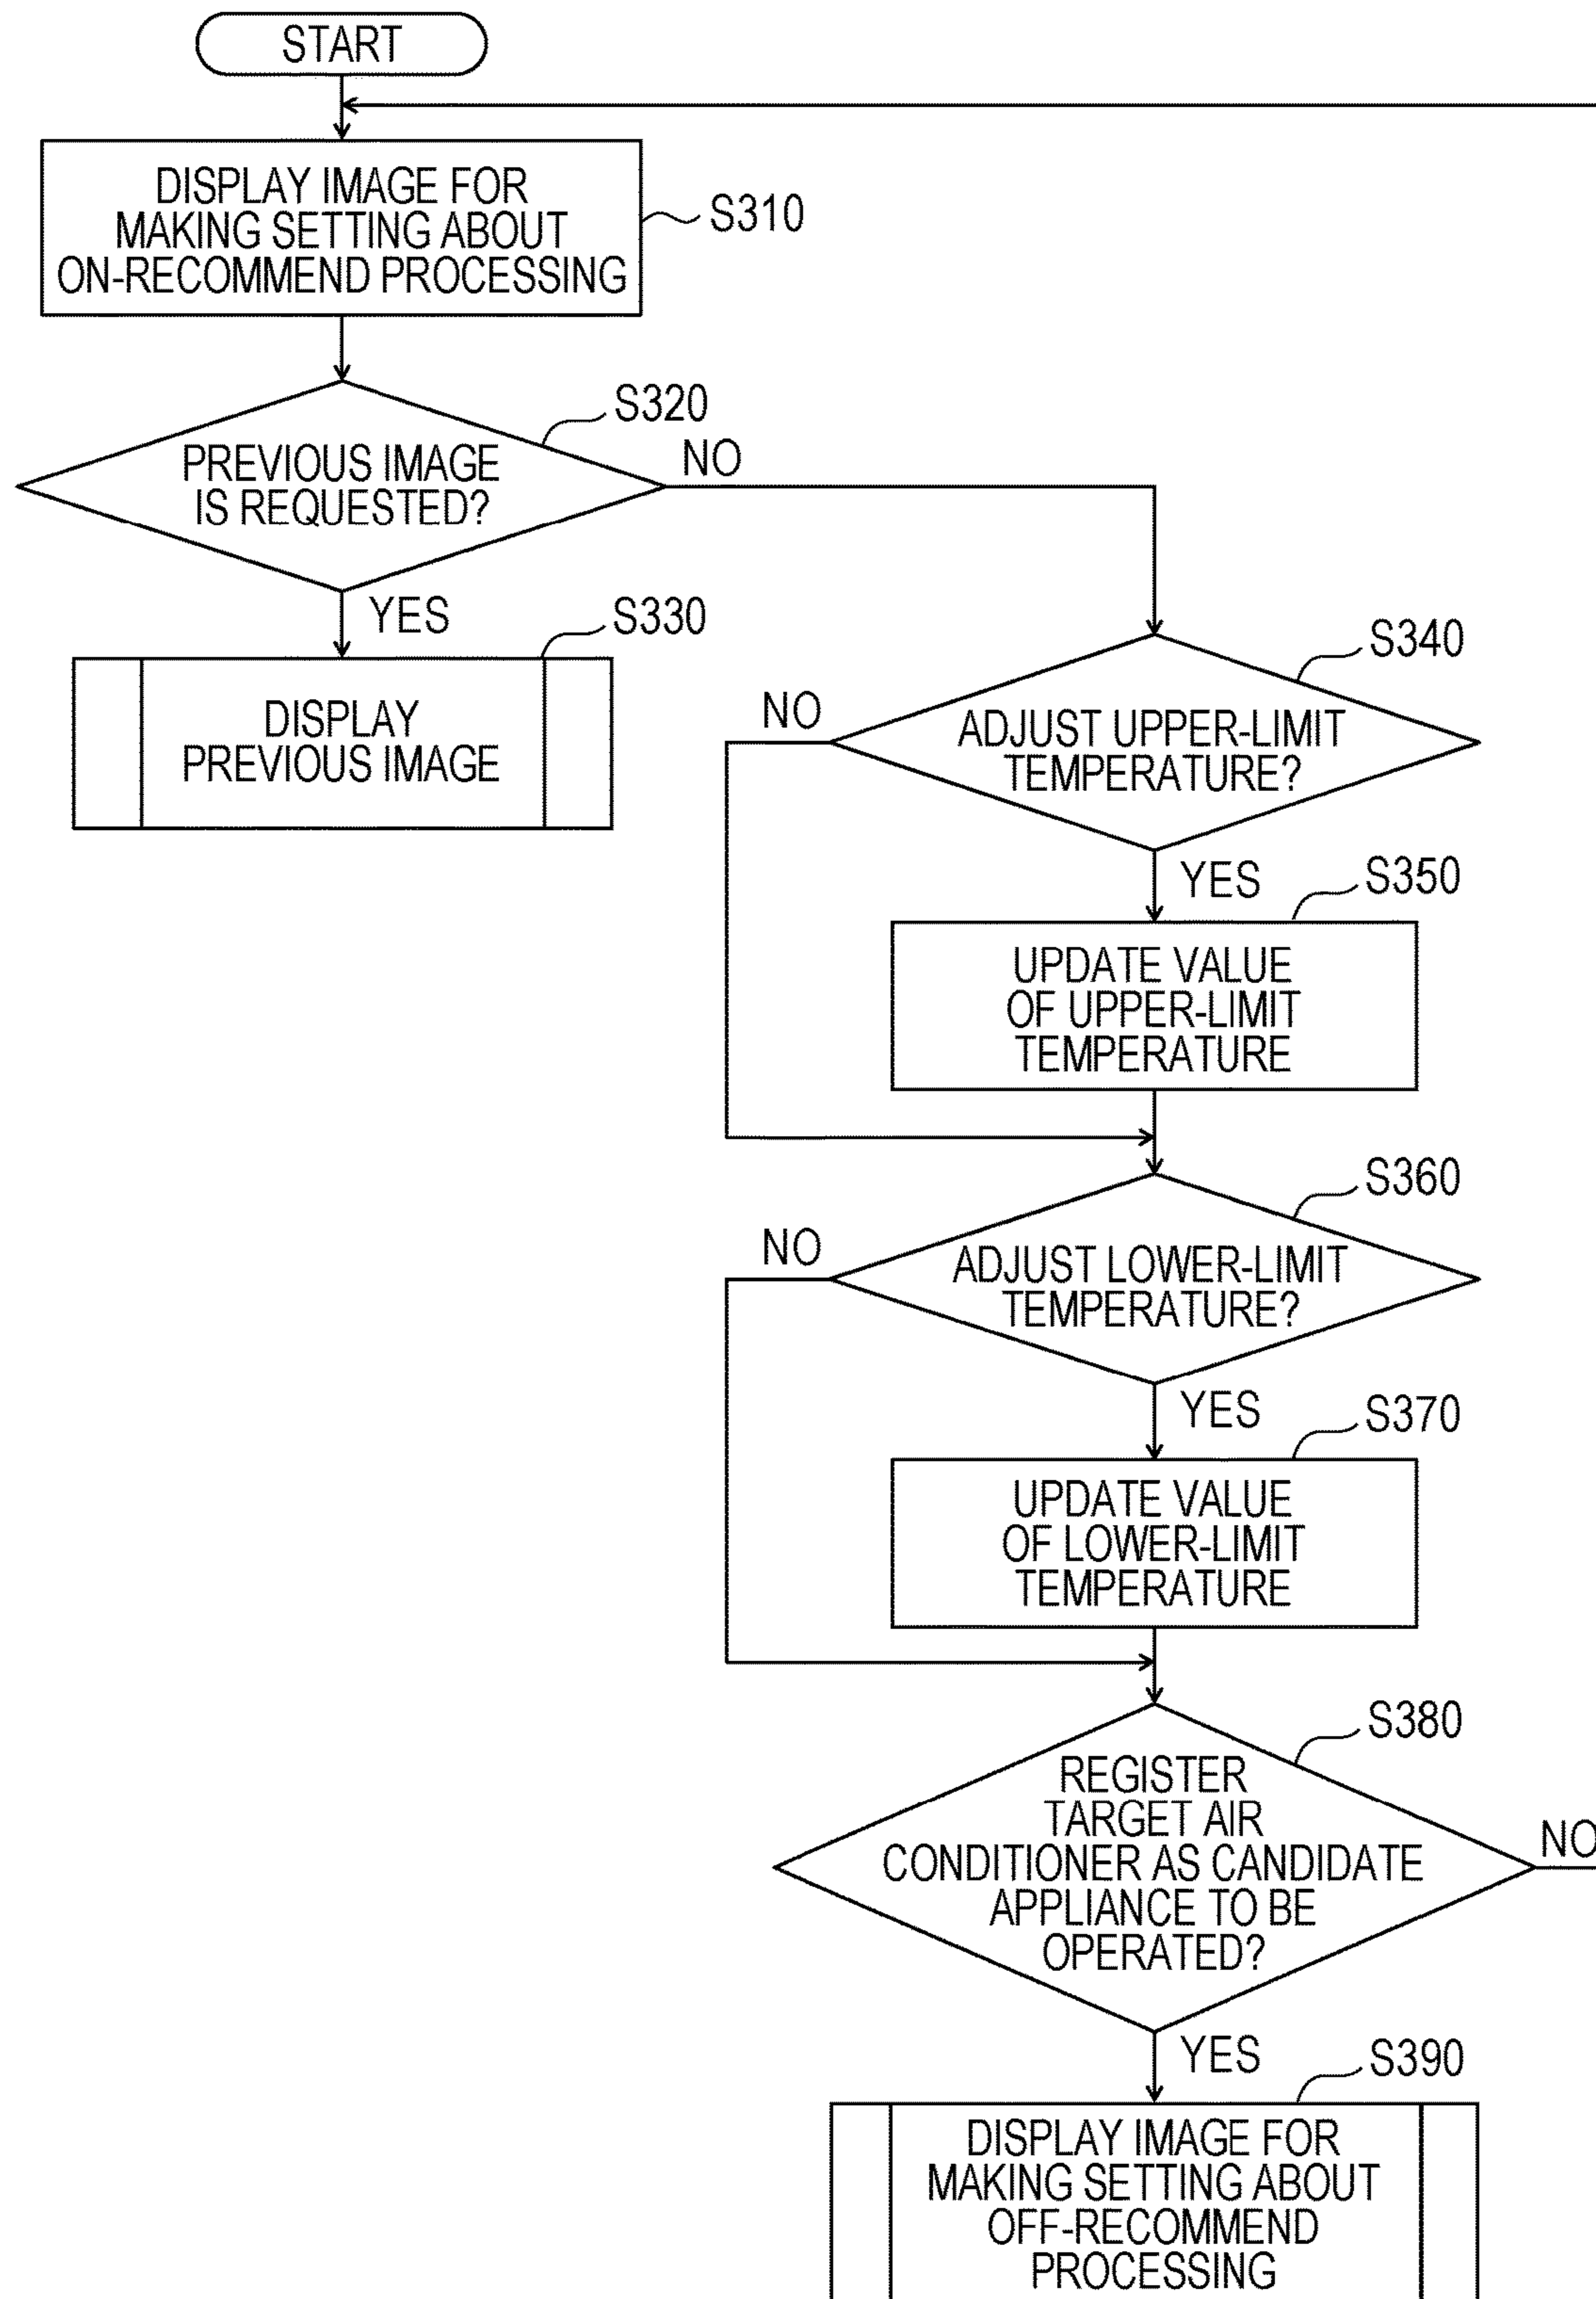 START
DISPLAY IMAGE FOR
MAKING SETTING ABOUT
ON-RECOMMEND PROCESSING
S310
S320
PREVIOUS IMAGE
IS REQUESTED?
NO
YES
S330
DISPLAY
PREVIOUS IMAGE
S340
NO
ADJUST UPPER-LIMIT
TEMPERATURE?
YES
S350
UPDATE VALUE
OF UPPER-LIMIT
TEMPERATURE
S360
NO
ADJUST LOWER-LIMIT
TEMPERATURE?
YES
S370
UPDATE VALUE
OF LOWER-LIMIT
TEMPERATURE
S380
REGISTER
TARGET AIR
CONDITIONER AS CANDIDATE
APPLIANCE TO BE
OPERATED?
NO
YES
S390
DISPLAY IMAGE FOR
MAKING SETTING ABOUT
OFF-RECOMMEND
PROCESSING